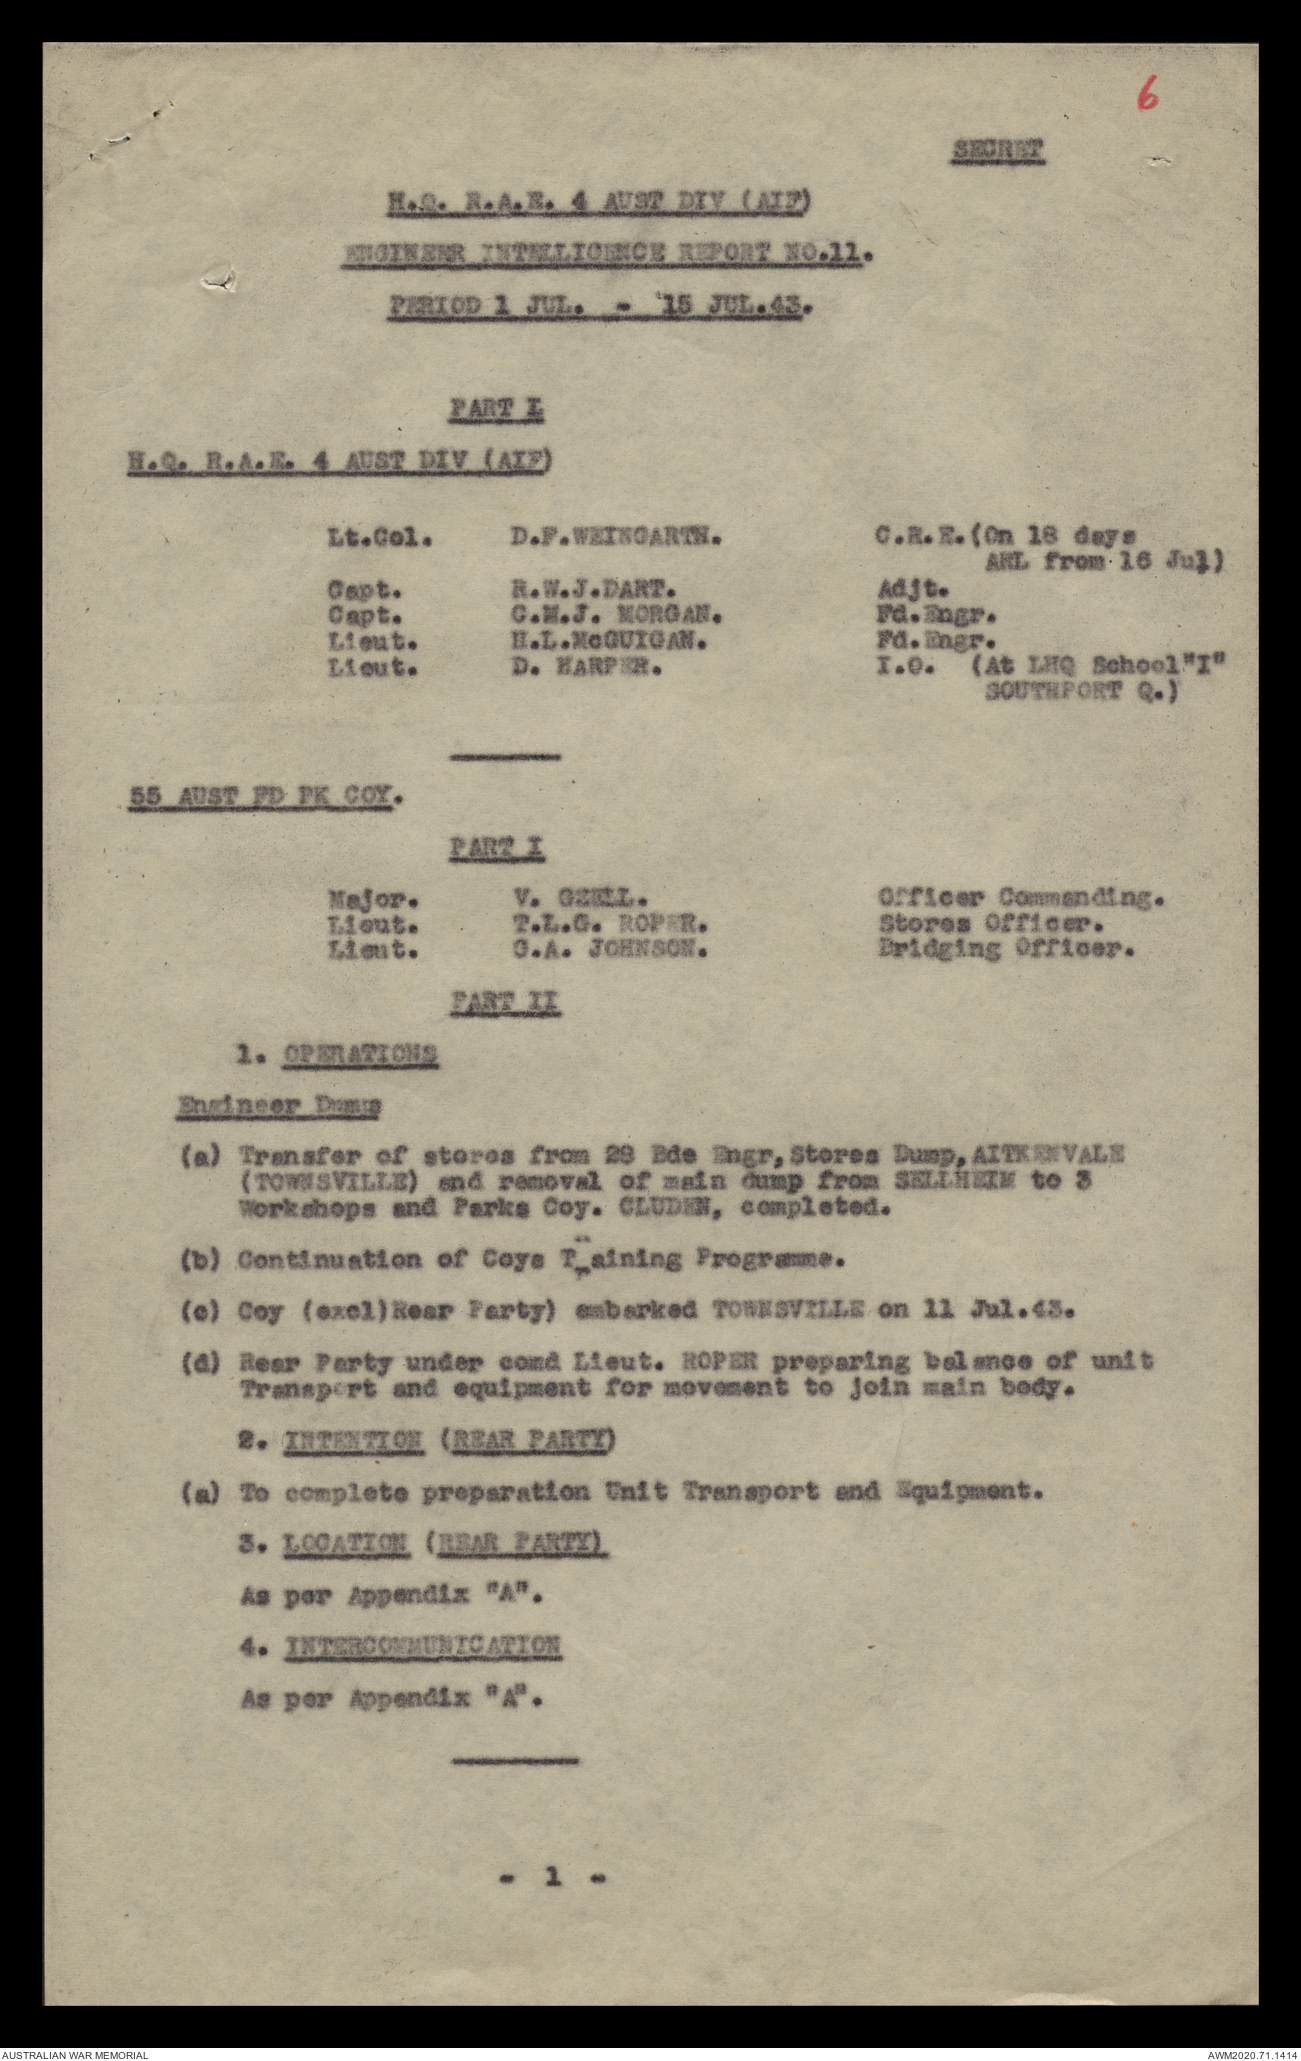 6
SECRET
H.Q. R.A.E. 4 AUST DIV (AIF)
ENGINEER INTELLIGENCE REPORT NO.11.
PERIOD 1 JUL. - 15 JUL.43.
PART I
H.Q. R.A.E. 4 AUST DIV (AIF)
Lt.Col. D.F.WEINGARTH. C.R.E.(On 18 days
AHL from 16 Jul)
Capt. R.W.J.DART. Adjt.
Capt. C.M.J. MORGAN. Fd.Engr.
Lieut. H.L.McGUIGAN. Fd.Engr.
Lieut. D. HARPER. I.O. (At LHQ School"I"
SOUTHPORT Q.)
55 AUST FD PK COY.
PART I
Major. V. GZELL. Officer Commanding.
Lieut. T.L.G. ROPER. Stores Officer.
Lieut. G.A. JOHNSON. Bridging Officer.
PART II
1. OPERATIONS
Engineer Dumps
(a) Transfer of stores from 28 Bde Engr,Stores Dump,AITKENVALE
(TOWNSVILLE) and removal of main dump from SELLHEIM to 3
Workshops and Parks Coy. CLUDEN, completed.
(b) Continuation of Coys Training Programme.
(c) Coy (excl)Rear Party) embarked TOWNSVILLE on 11 Jul.43.
(d) Rear Party under comd Lieut. ROPER preparing balance of unit
Transport and equipment for movement to join main body.
2. INTENTION (REAR PARTY)
(a) To complete preparation Unit Transport and Equipment.
3. LOCATION (REAR PARTY)
As per Appendix "A".
4. INTERCOMMUNICATION
As per Appendix "A".
- 1 -
AUSTRALIAN WAR MEMORIAL AWM2020.71.1414